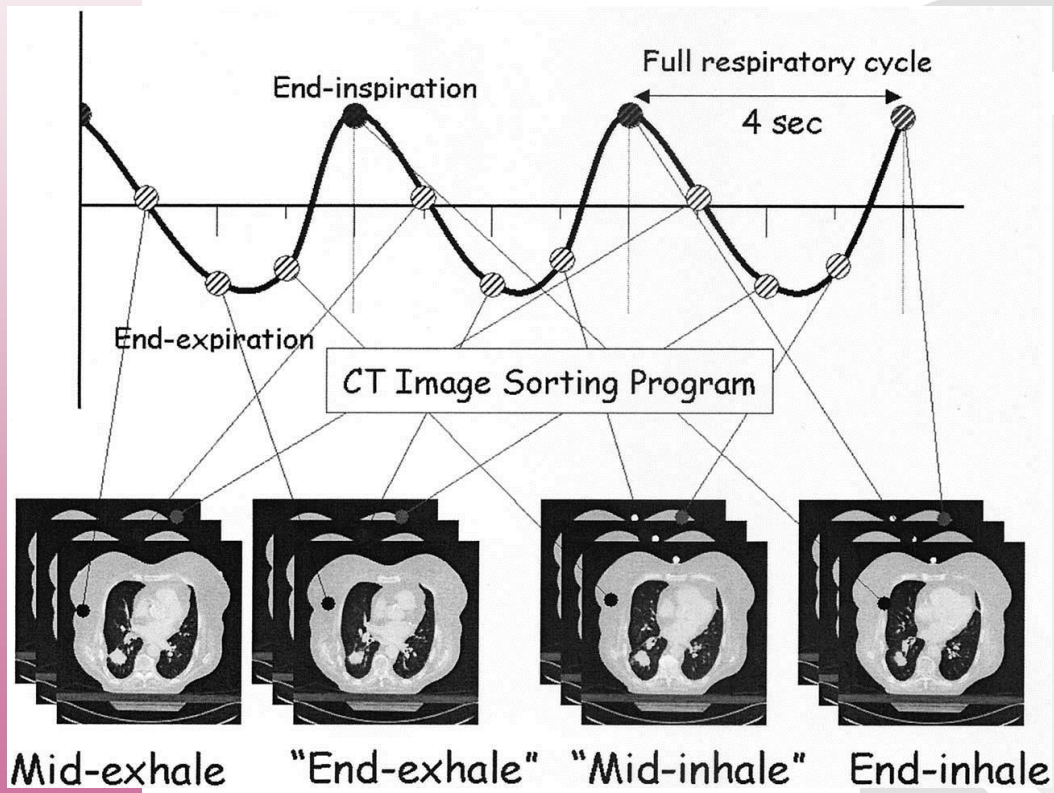 Full respiratory cycle
End-inspiration
4 sec
End-expiration
CT Image Sorting Program
Mid-exhale
“End-exhale”
“Mid-inhale”
End-inhale